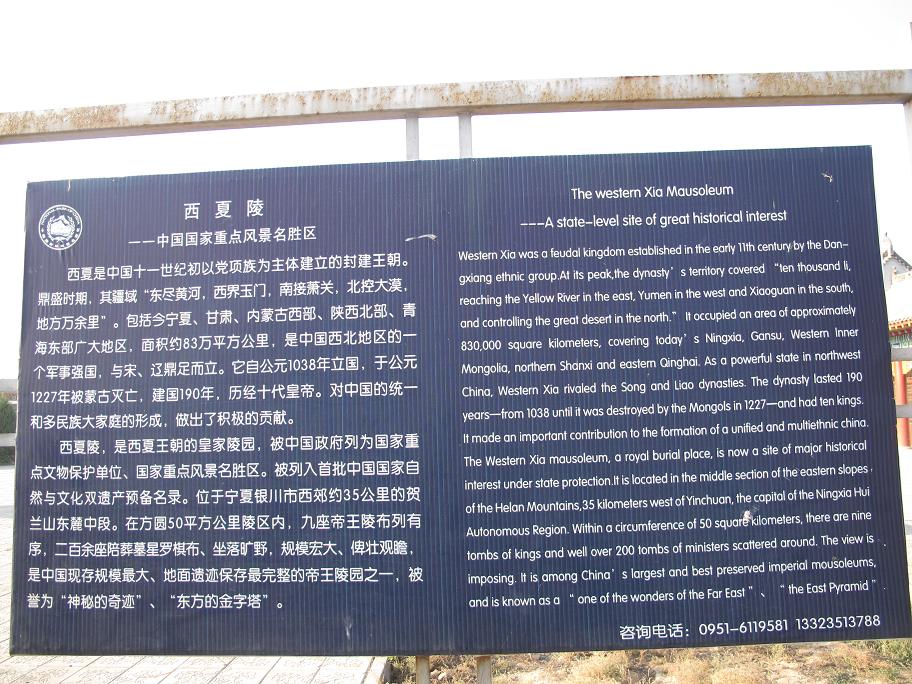 西夏陵
——中国国家重点风景名胜区
西夏是中国十一世纪初以党项族为主体建立的封建王朝。
鼎盛时期，其疆域“东尽黄河，西界玉门，南接萧关，北控大漠，
地方万余里”。包括今宁夏、甘肃、内蒙古西部、陕西北部、青
海东部广大地区，面积约83万平方公里，是中国西北地区的一
个军事强国，与宋、辽鼎足而立。它自公元1038年立国，于公元
1227年被蒙古灭亡，建国190年，历经十代皇帝。对中国的统一
和多民族大家庭的形成，做出了积极的贡献。
西夏陵，是西夏王朝的皇家陵园，被中国政府列为国家重
点文物保护单位、国家重点风景名胜区。被列入首批中国国家自
然与文化双遗产预备名录。位于宁夏银川市西郊约35公里的贺
兰山东麓中段。在方圆50平方公里陵区内，九座帝王陵布列有
序，二百余座陪葬墓星罗棋布、坐落旷野，规模宏大、俾壮观瞻，
是中国现存规模最大、地面遗迹保存最完整的帝王陵园之一，被
誉为“神秘的奇迹”、“东方的金字塔”。
The western Xia Mausoleum
---A state-level site of great historical interest
Western Xia was a feudal kingdom established in the early 11th century by the Dan-
gxiang ethnic group.At its peak,the dynasty's territory covered “ten thousand li,
reaching the Yellow River in the east, Yumen in the west and Xiaoguan in the south,
and controlling the great desert in the north.” It occupied an area of approximately
830,000 square kilometers, covering today's Ningxia, Gansu, Western Inner
Mongolia, northern Shanxi and eastern Qinghai. As a powerful state in northwest
China, Western Xia rivaled the Song and Liao dynasties. The dynasty lasted 190
years—from 1038 until it was destroyed by the Mongols in 1227—and had ten kings.
It made an important contribution to the formation of a unified and multiethnic china.
The Western Xia mausoleum, a royal burial place, is now a site of major historical
interest under state protection.It is located in the middle section of the eastern slopes
of the Helan Mountains,35 kilometers west of Yinchuan, the capital of the Ningxia Hui
Autonomous Region. Within a circumference of 50 square kilometers, there are nine
tombs of kings and well over 200 tombs of ministers scattered around. The view is
imposing. It is among China's largest and best preserved imperial mousoleums,
and is known as a “one of the wonders of the Far East”、“the East Pyramid”.
咨询电话：0951-6119581 13323513788